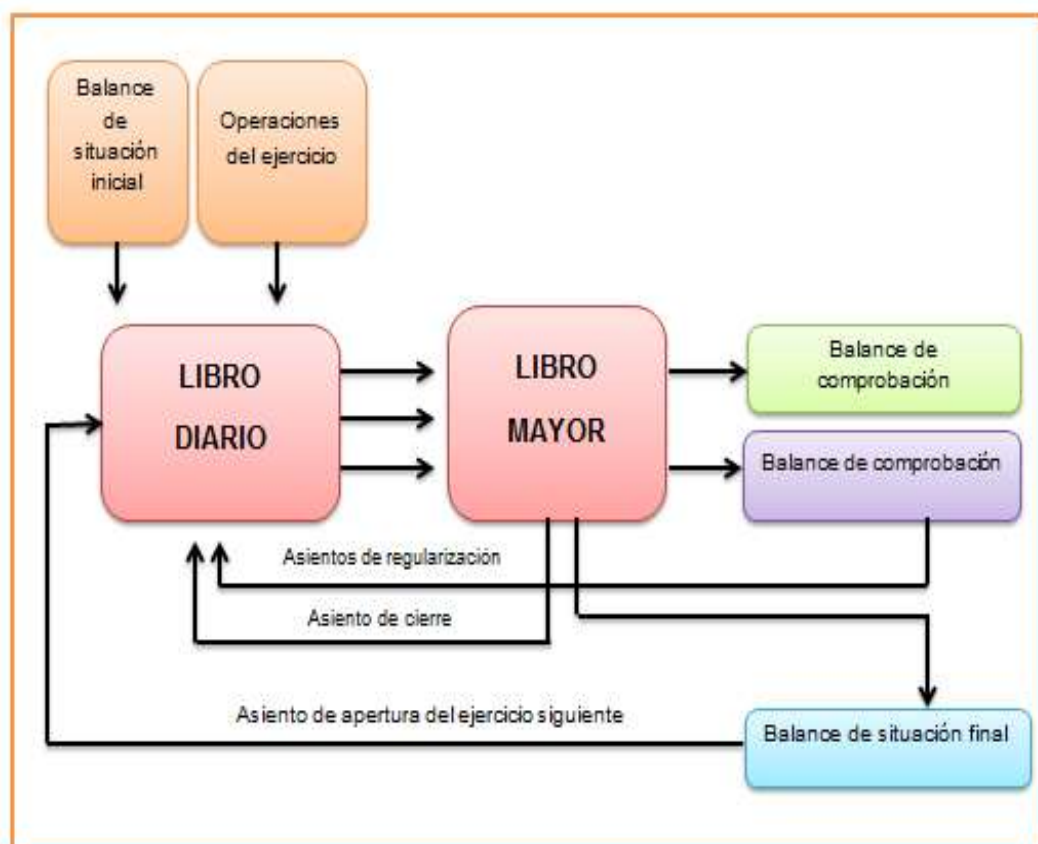 Balance
de
situación
inicial
Operaciones
del ejercicio
LIBRO
DIARIO
LIBRO
MAYOR
Balance de
comprobación
Balance de comprobación
Asientos de regularización
Asiento de cierre
Asiento de apertura del ejercicio siguiente
Balance de situación final